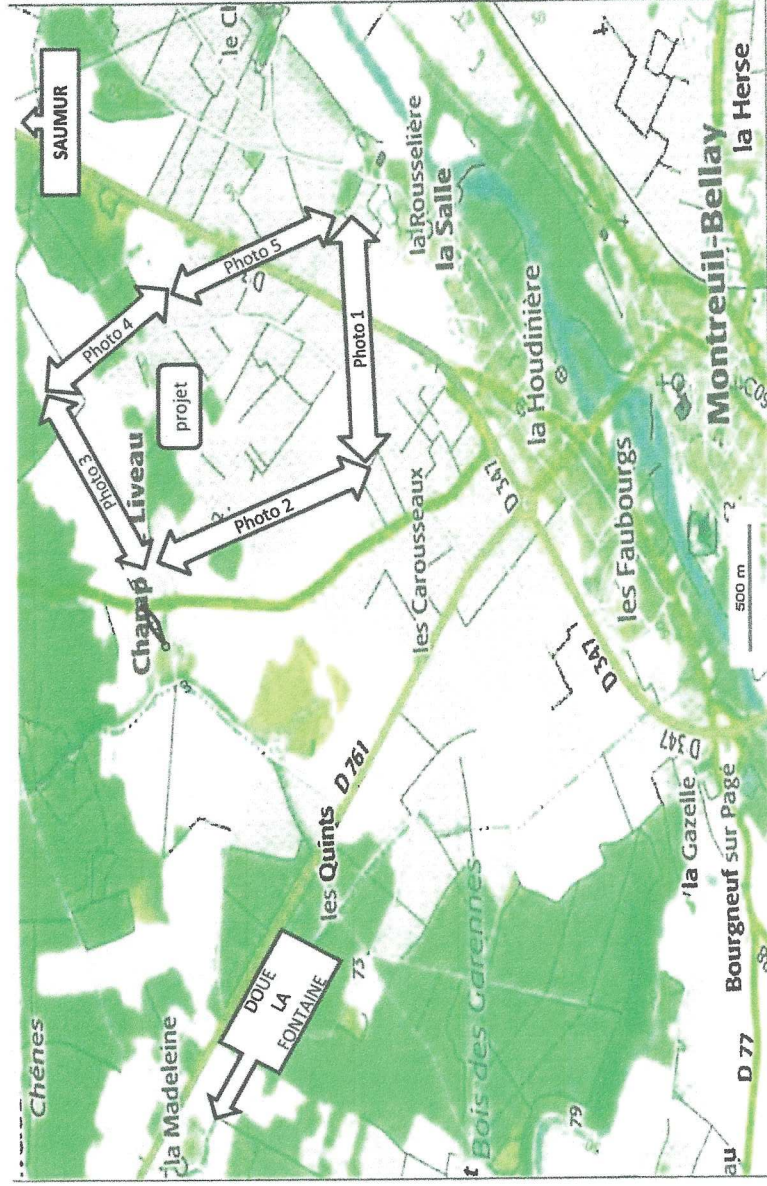 Chênes
la Madeleine
DOUE
LA
FONTAINE
les Quints
D 761
73
Bois des Garennes
79
D 77
Bourgneuf sur Page
la Gazelle
D 347
D 347
D 347
les Carousseaux
les Faubourgs
la Houdinière
Montreuil-Bellay
la Herse
la Salle
la Rousselière
Champ
Liveau
projet
Photo 1
Photo 2
Photo 3
Photo 4
Photo 5
SAUMUR
500 m